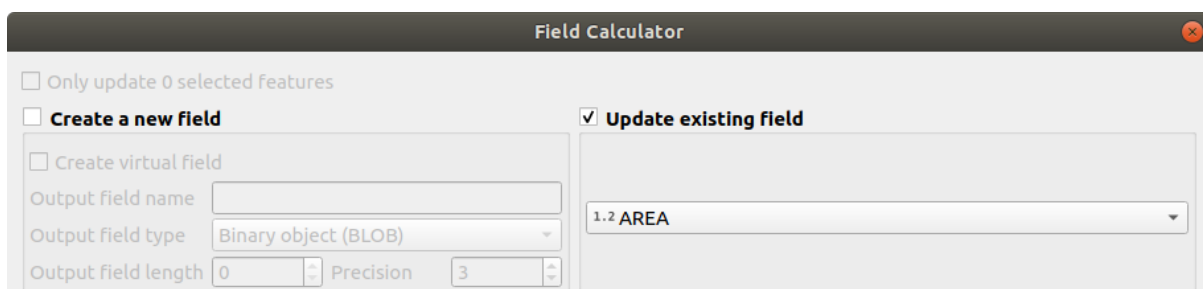 Field Calculator
Only update 0 selected features
Create a new field
Update existing field
Create virtual field
Output field name
1.2 AREA
Output field type Binary object (BLOB)
Output field length 0 Precision 3